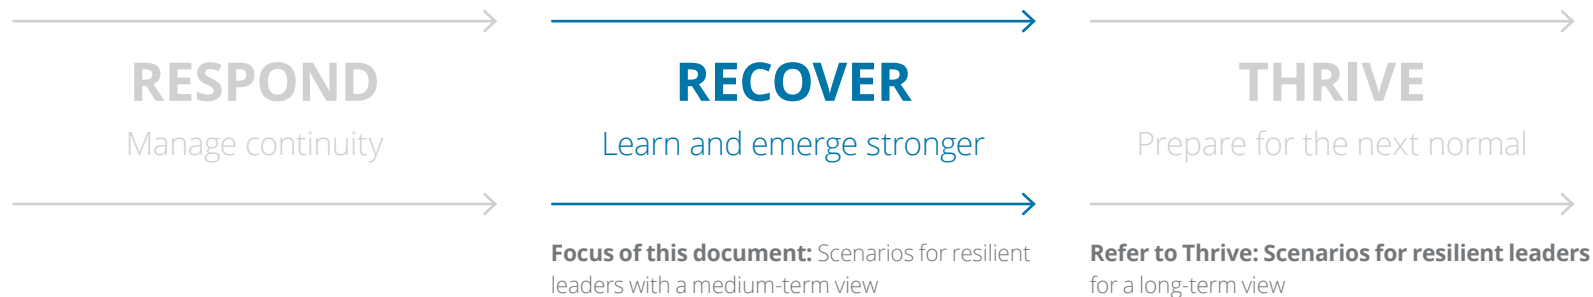 RESPOND
Manage continuity
RECOVER
Learn and emerge stronger
Focus of this document: Scenarios for resilient
leaders with a medium-term view
THRIVE
Prepare for the next normal
Refer to Thrive: Scenarios for resilient leaders
for a long-term view